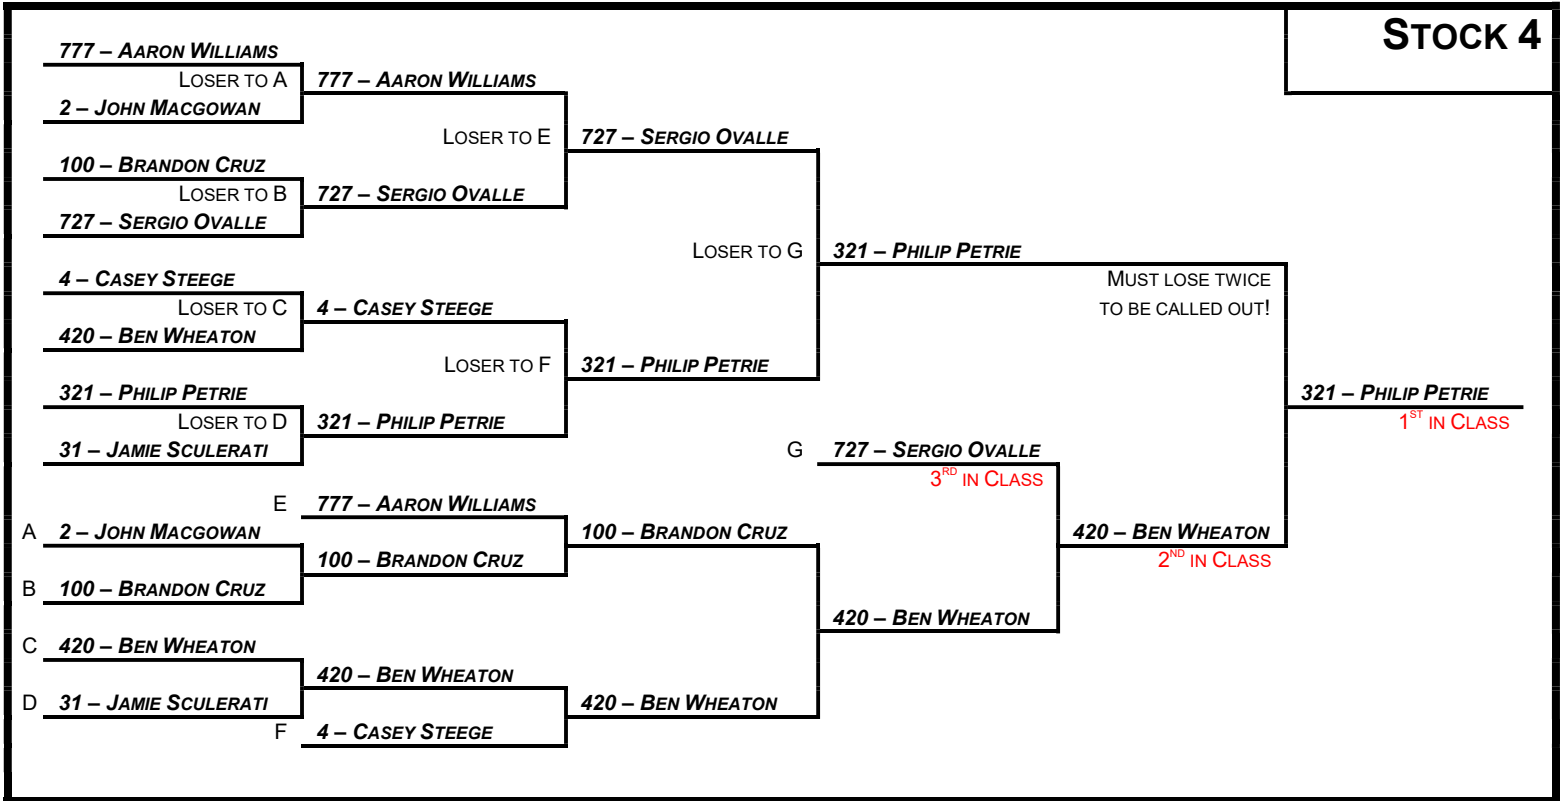 STOCK 4
777 – AARON WILLIAMS
LOSER TO A
777 – AARON WILLIAMS
2 – JOHN MACGOWAN
LOSER TO E
727 – SERGIO OVALLE
100 – BRANDON CRUZ
LOSER TO B
727 – SERGIO OVALLE
727 – SERGIO OVALLE
LOSER TO G
321 – PHILIP PETRIE
4 – CASEY STEEGE
MUST LOSE TWICE
TO BE CALLED OUT!
LOSER TO C
4 – CASEY STEEGE
420 – BEN WHEATON
LOSER TO F
321 – PHILIP PETRIE
321 – PHILIP PETRIE
321 – PHILIP PETRIE
1ST IN CLASS
LOSER TO D
321 – PHILIP PETRIE
31 – JAMIE SCULERATI
G
727 – SERGIO OVALLE
3RD IN CLASS
E
777 – AARON WILLIAMS
A
2 – JOHN MACGOWAN
100 – BRANDON CRUZ
420 – BEN WHEATON
2ND IN CLASS
100 – BRANDON CRUZ
B
100 – BRANDON CRUZ
420 – BEN WHEATON
C
420 – BEN WHEATON
420 – BEN WHEATON
D
31 – JAMIE SCULERATI
420 – BEN WHEATON
F
4 – CASEY STEEGE